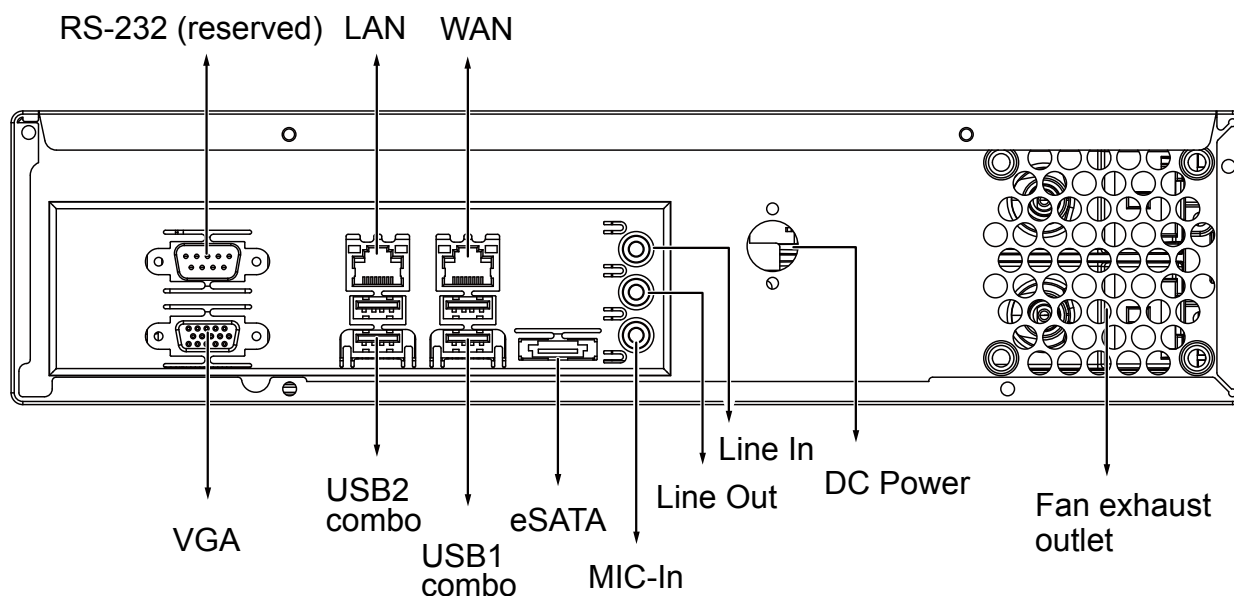 RS-232 (reserved) LAN WAN
Line In
DC Power
USB2
combo
Line Out
Fan exhaust
outlet
eSATA
VGA
USB1
combo
MIC-In